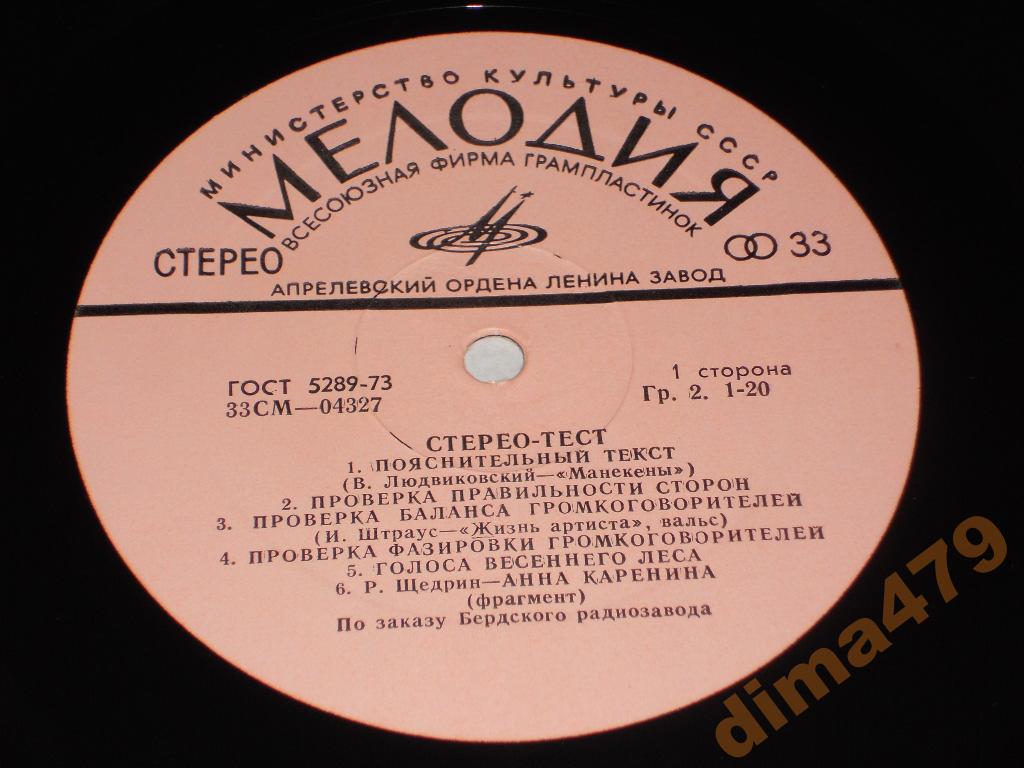 МИНИСТЕРСТВО КУЛЬТУРЫ СССР
МЕЛОДИЯ
ВСЕСОЮЗНАЯ ФИРМА ГРАМПЛАСТИНОК
СТЕРЕО
33
АПРЕЛЕВСКИЙ ОРДЕНА ЛЕНИНА ЗАВОД
ГОСТ 5289-73
33СМ—04327
1 сторона
Гр. 2. 1-20
СТЕРЕО-ТЕСТ
1. ПОЯСНИТЕЛЬНЫЙ ТЕКСТ
(В. Людвиковский—«Манекены»)
2. ПРОВЕРКА ПРАВИЛЬНОСТИ СТОРОН
3. ПРОВЕРКА БАЛАНСА ГРОМКОГОВОРИТЕЛЕЙ
(И. Штраус—«Жизнь артиста», вальс)
4. ПРОВЕРКА ФАЗИРОВКИ ГРОМКОГОВОРИТЕЛЕЙ
5. ГОЛОСА ВЕСЕННЕГО ЛЕСА
6. Р. Щедрин—АННА КАРЕНИНА
(фрагмент)
По заказу Бердского радиозавода
dima479